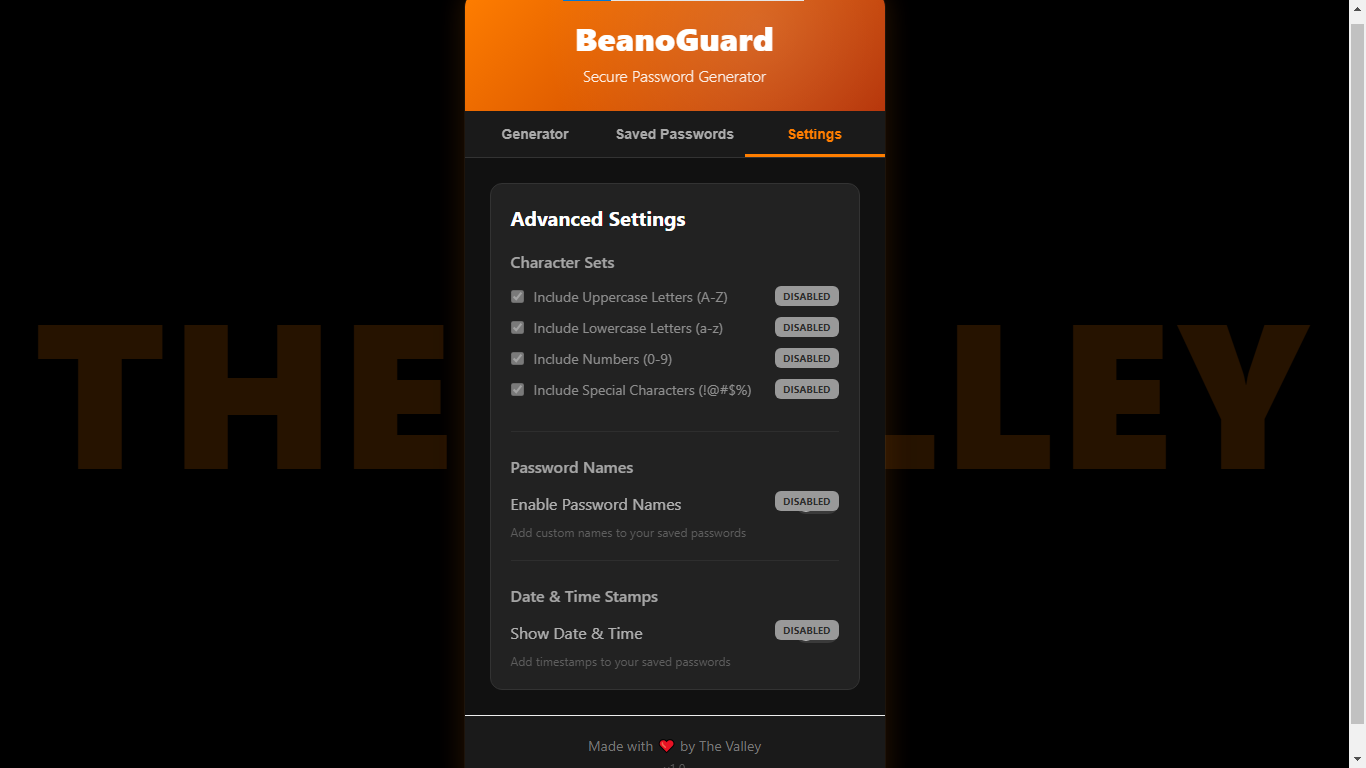 BeanoGuard
Secure Password Generator
Generator Saved Passwords Settings
Advanced Settings
Character Sets
Include Uppercase Letters (A-Z) DISABLED
Include Lowercase Letters (a-z) DISABLED
Include Numbers (0-9) DISABLED
Include Special Characters (!@#$%) DISABLED
THE LLEY
Password Names
Enable Password Names DISABLED
Add custom names to your saved passwords
Date & Time Stamps
Show Date & Time DISABLED
Add timestamps to your saved passwords
Made with ❤️ by The Valley